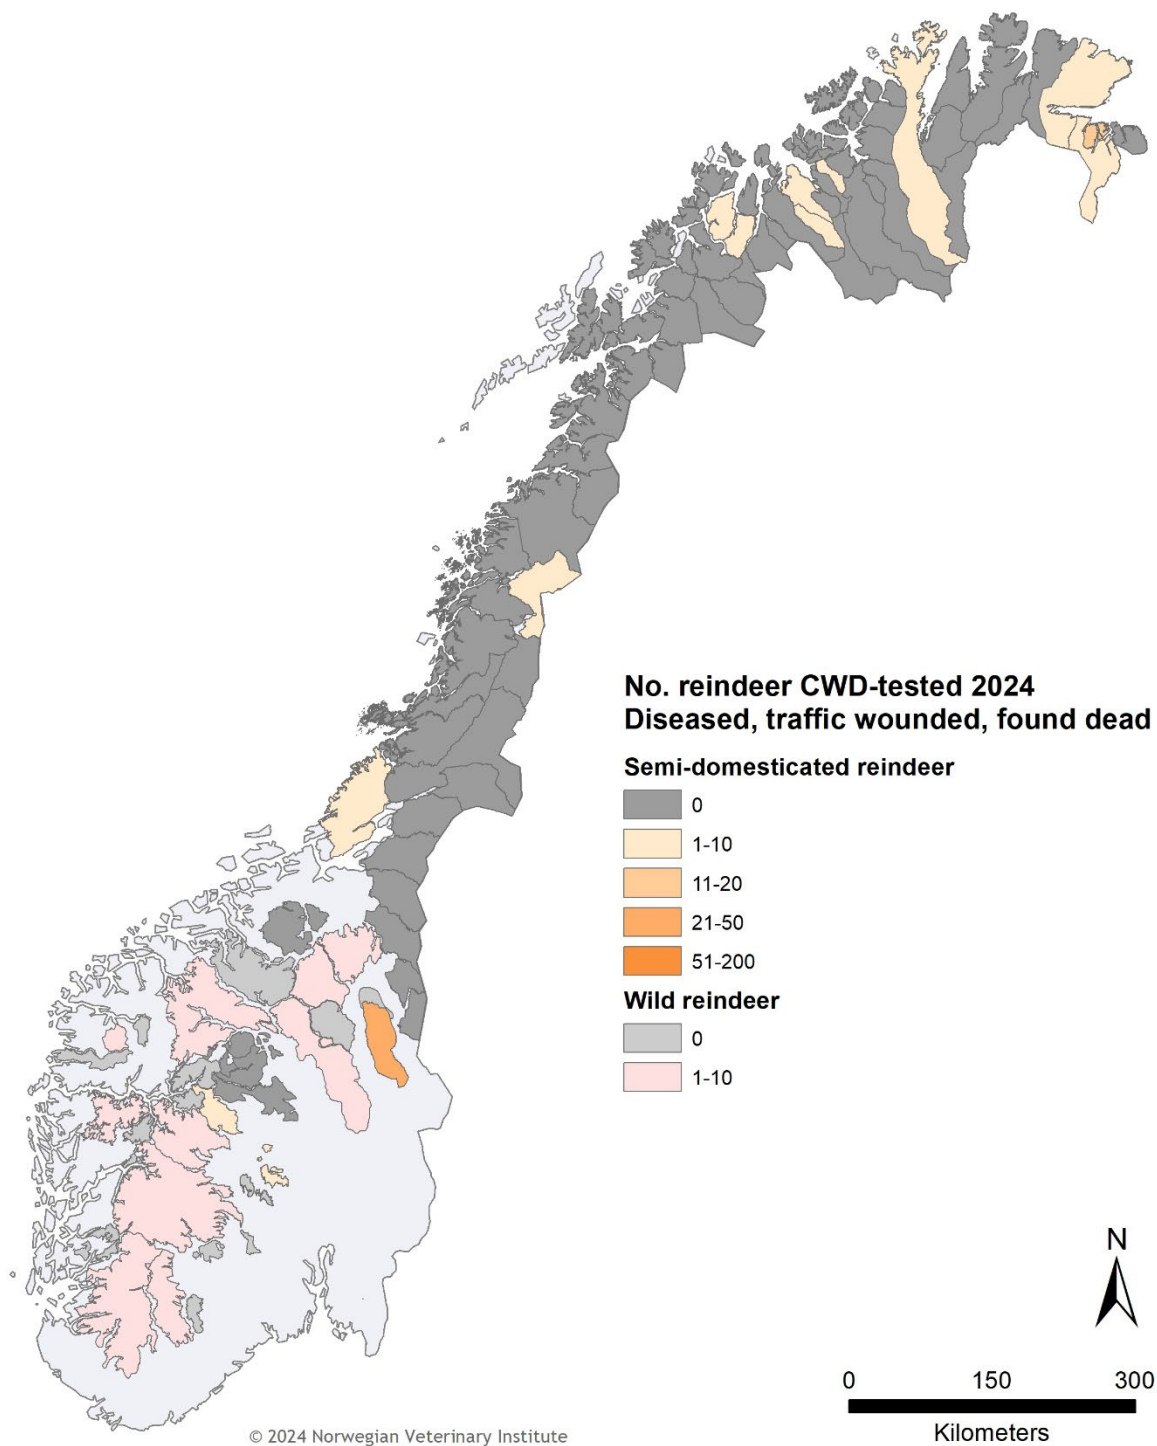 No. reindeer CWD-tested 2024
Diseased, traffic wounded, found dead
Semi-domesticated reindeer
0
1-10
11-20
21-50
51-200
Wild reindeer
0
1-10
N
0 150 300
Kilometers
© 2024 Norwegian Veterinary Institute